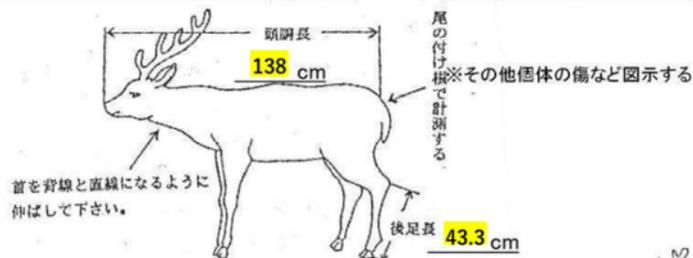 頭胴長
138 cm
尾の付け根で計測する
※その他個体の傷など図示する
首を背線と直線になるように
伸ばして下さい。
後足長 43.3 cm